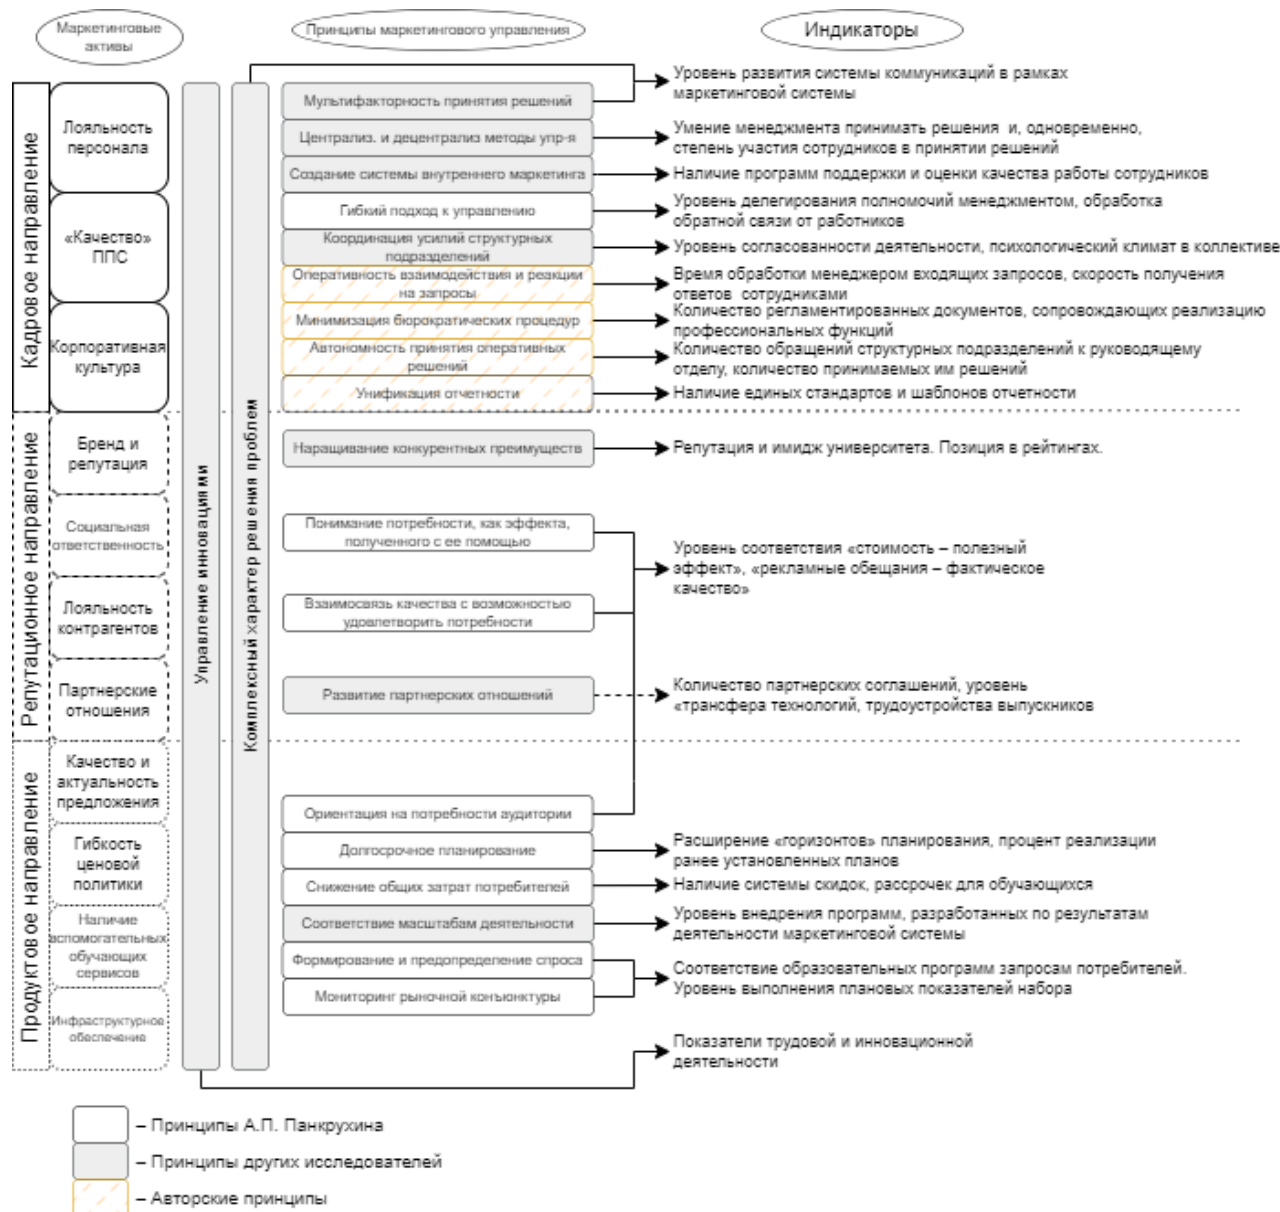 Маркетинговые
активы
Принципы маркетингового управления
Индикаторы
Кадровое направление
Лояльность
персонала
«Качество»
ППС
Корпоративная
культура
Репутационное направление
Бренд и
репутация
Социальная
ответственность
Лояльность
контрагентов
Партнерские
отношения
Продуктовое направление
Качество и
актуальность
предложения
Гибкость
ценовой
политики
Наличие
вспомогательных
обучающих
сервисов
Инфраструктурное
обеспечение
Управление инновациями
Комплексный характер решения проблем
Мультифакторность принятия решений
Централиз. и децентрализ методы упр-я
Создание системы внутреннего маркетинга
Гибкий подход к управлению
Координация усилий структурных
подразделений
Оперативность взаимодействия и реакции
на запросы
Минимизация бюрократических процедур
Автономность принятия оперативных
решений
Унификация отчетности
Наращивание конкурентных преимуществ
Понимание потребности, как эффекта,
полученного с ее помощью
Взаимосвязь качества с возможностью
удовлетворить потребности
Развитие партнерских отношений
Ориентация на потребности аудитории
Долгосрочное планирование
Снижение общих затрат потребителей
Соответствие масштабам деятельности
Формирование и предопределение спроса
Мониторинг рыночной конъюнктуры
Уровень развития системы коммуникаций в рамках
маркетинговой системы
Умение менеджмента принимать решения и, одновременно,
степень участия сотрудников в принятии решений
Наличие программ поддержки и оценки качества работы сотрудников
Уровень делегирования полномочий менеджментом, обработка
обратной связи от работников
Уровень согласованности деятельности, психологический климат в коллективе
Время обработки менеджером входящих запросов, скорость получения
ответов сотрудниками
Количество регламентированных документов, сопровождающих реализацию
профессиональных функций
Количество обращений структурных подразделений к руководящему
отделу, количество принимаемых им решений
Наличие единых стандартов и шаблонов отчетности
Репутация и имидж университета. Позиция в рейтингах.
Уровень соответствия «стоимость – полезный
эффект», «рекламные обещания – фактическое
качество»
Количество партнерских соглашений, уровень
«трансфера технологий, трудоустройства выпускников
Расширение «горизонтов» планирования, процент реализации
ранее установленных планов
Наличие системы скидок, рассрочек для обучающихся
Уровень внедрения программ, разработанных по результатам
деятельности маркетинговой системы
Соответствие образовательных программ запросам потребителей.
Уровень выполнения плановых показателей набора
Показатели трудовой и инновационной
деятельности
– Принципы А.П. Панкрухина
– Принципы других исследователей
– Авторские принципы